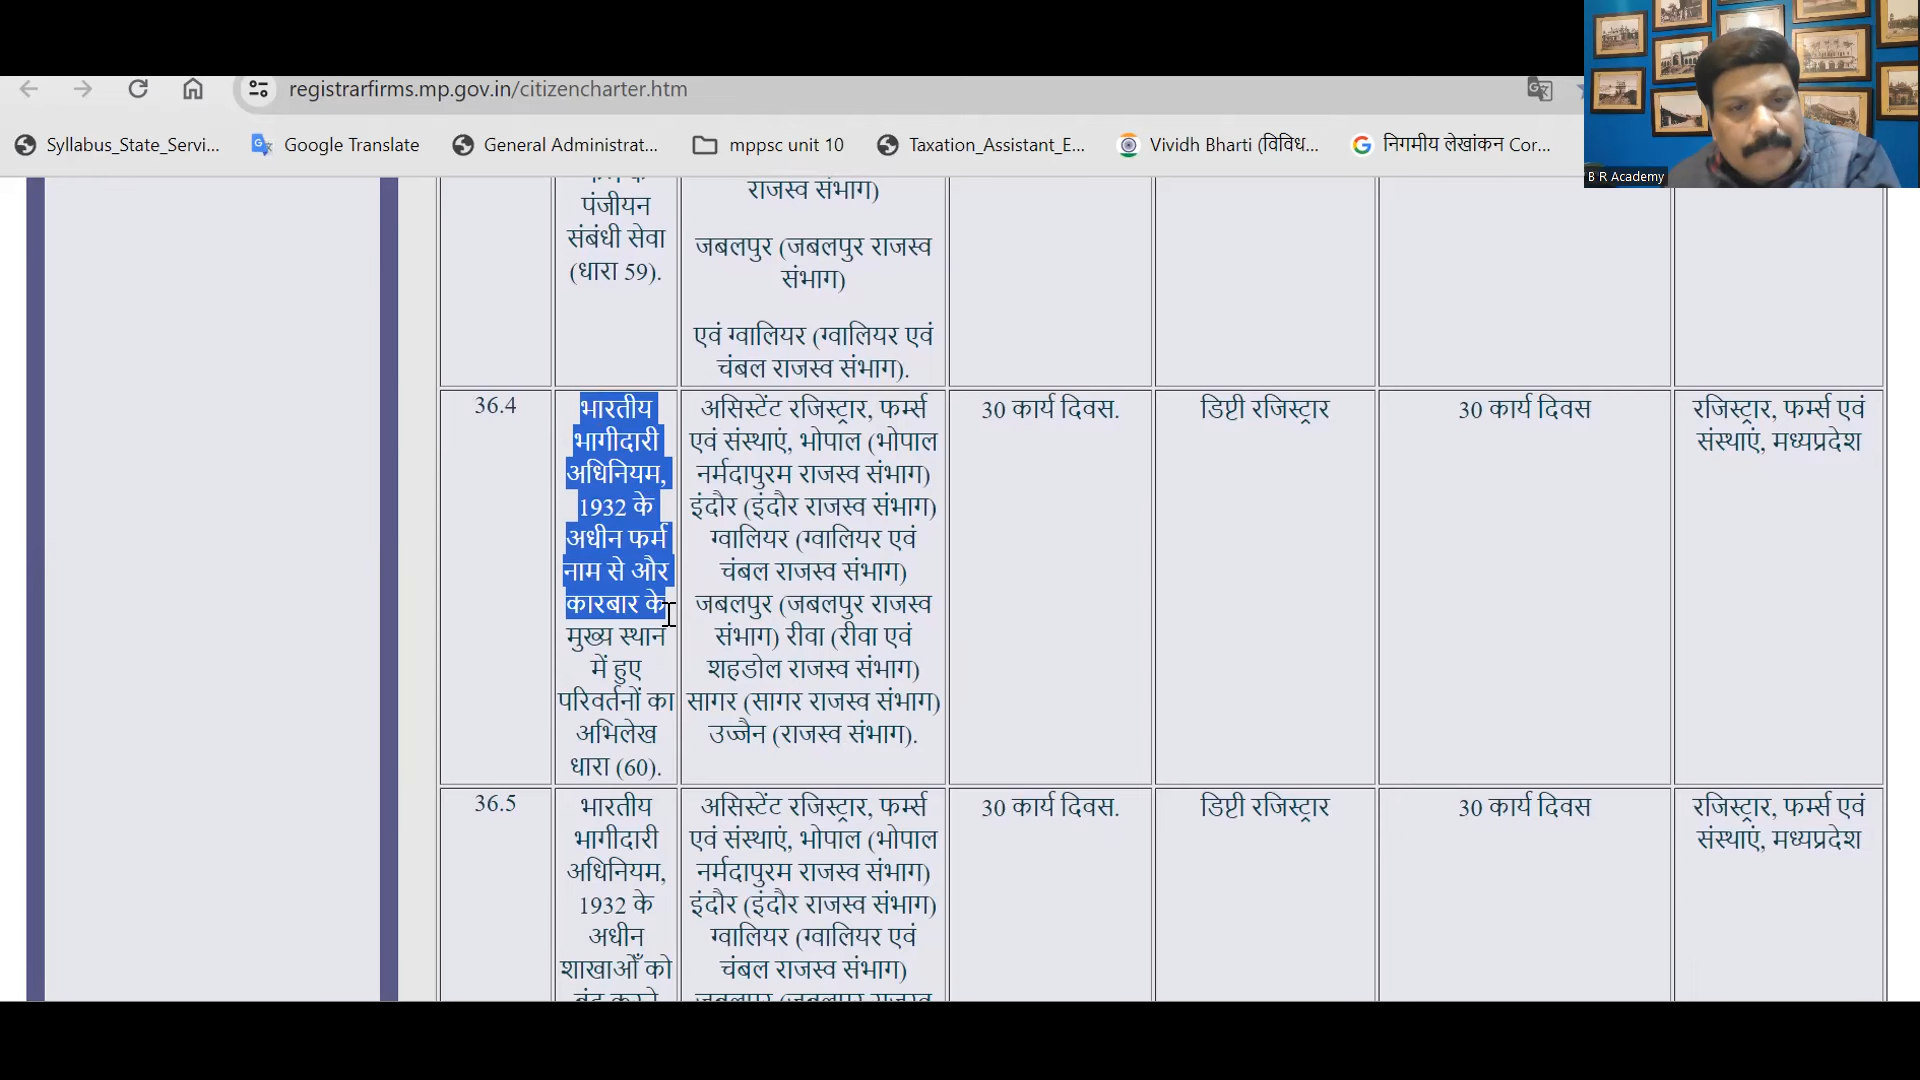 registrarfirms.mp.gov.in/citizencharter.htm
Syllabus_State_Servi...
Google Translate
General Administrat...
mppsc unit 10
Taxation_Assistant_E...
Vividh Bharti (विविध...
निगमीय लेखांकन Cor...
B R Academy
पंजीयन
संबंधी सेवा
(धारा 59).
राजस्व संभाग)
जबलपुर (जबलपुर राजस्व
संभाग)
एवं ग्वालियर (ग्वालियर एवं
चंबल राजस्व संभाग).
36.4
भारतीय
भागीदारी
अधिनियम,
1932 के
अधीन फर्म
नाम से और
कारबार के
मुख्य स्थान
में हुए
परिवर्तनों का
अभिलेख
धारा (60).
असिस्टेंट रजिस्ट्रार, फर्म्स
एवं संस्थाएं, भोपाल (भोपाल
नर्मदापुरम राजस्व संभाग)
इंदौर (इंदौर राजस्व संभाग)
ग्वालियर (ग्वालियर एवं
चंबल राजस्व संभाग)
जबलपुर (जबलपुर राजस्व
संभाग) रीवा (रीवा एवं
शहडोल राजस्व संभाग)
सागर (सागर राजस्व संभाग)
उज्जैन (राजस्व संभाग).
30 कार्य दिवस.
डिप्टी रजिस्ट्रार
30 कार्य दिवस
रजिस्ट्रार, फर्म्स एवं
संस्थाएं, मध्यप्रदेश
36.5
भारतीय
भागीदारी
अधिनियम,
1932 के
अधीन
शाखाओं को
बंद करने
असिस्टेंट रजिस्ट्रार, फर्म्स
एवं संस्थाएं, भोपाल (भोपाल
नर्मदापुरम राजस्व संभाग)
इंदौर (इंदौर राजस्व संभाग)
ग्वालियर (ग्वालियर एवं
चंबल राजस्व संभाग)
जबलपुर (जबलपुर राजस्व
30 कार्य दिवस.
डिप्टी रजिस्ट्रार
30 कार्य दिवस
रजिस्ट्रार, फर्म्स एवं
संस्थाएं, मध्यप्रदेश